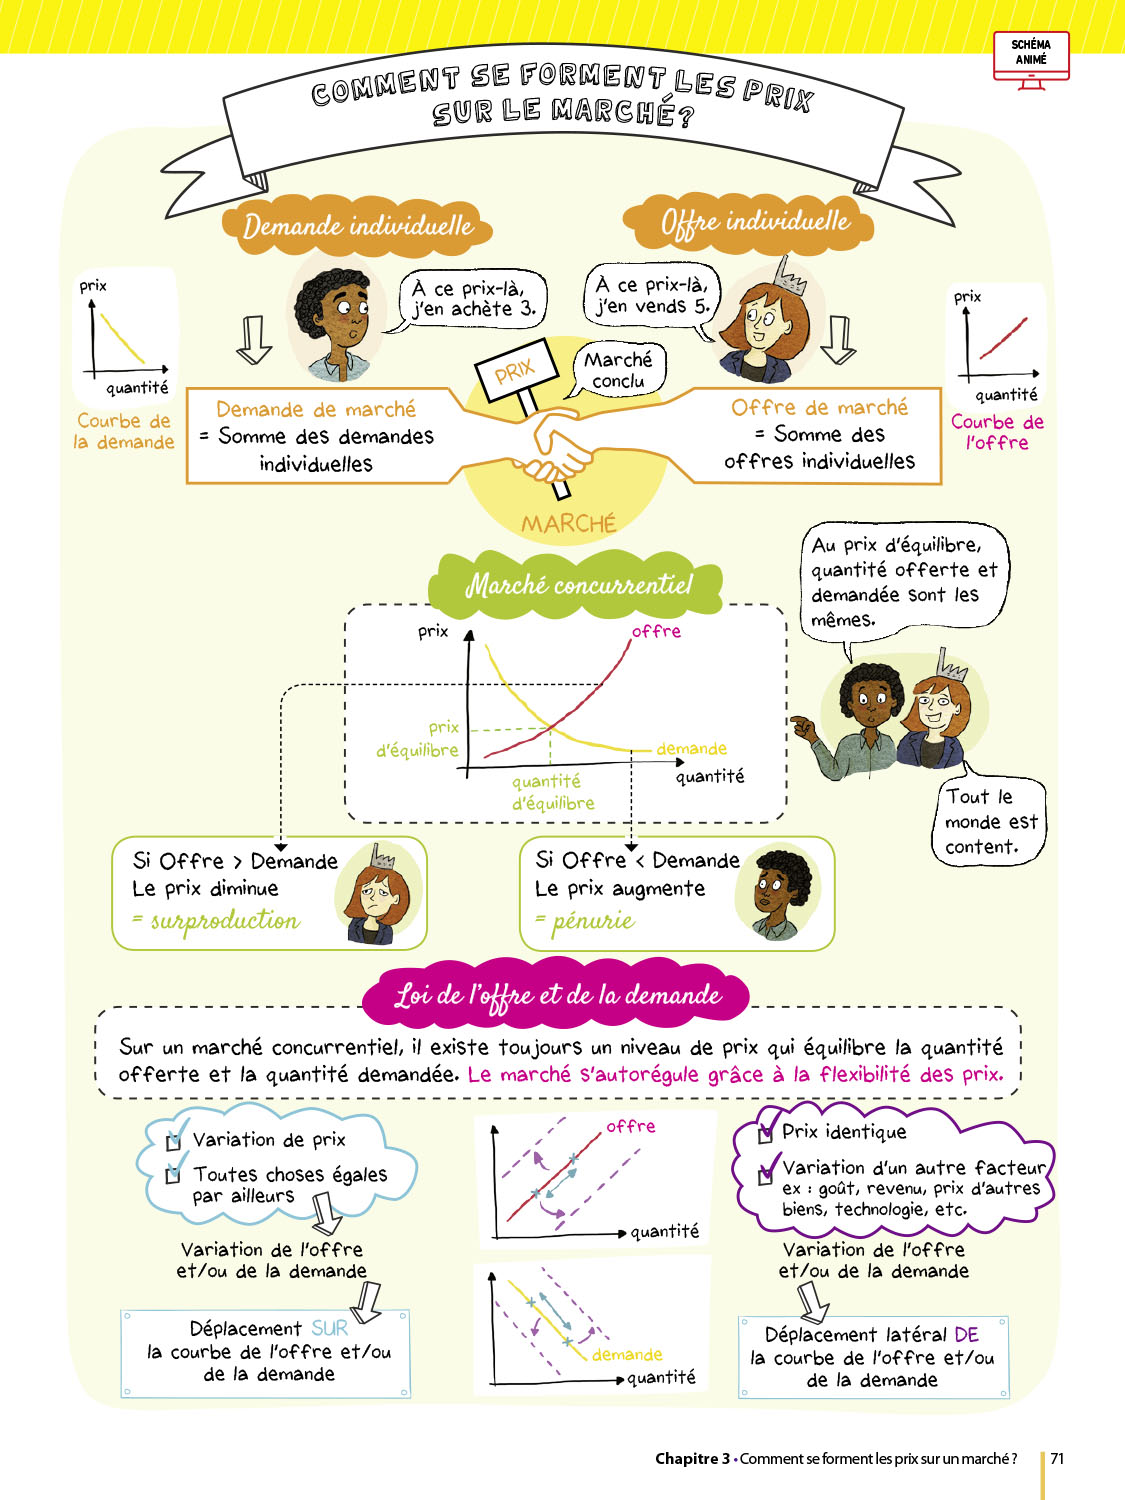 SCHÉMA
ANIMÉ
COMMENT SE FORMENT LES PRIX
SUR LE MARCHÉ ?
Demande individuelle
Offre individuelle
À ce prix-là,
j'en achète 3.
À ce prix-là,
j'en vends 5.
prix
quantité
Courbe de
la demande
prix
quantité
Courbe de
l'offre
PRIX
Marché
conclu
Demande de marché
= Somme des demandes
individuelles
Offre de marché
= Somme des
offres individuelles
MARCHÉ
Marché concurrentiel
Au prix d'équilibre,
quantité offerte et
demandée sont les
mêmes.
prix
offre
prix
d'équilibre
demande
quantité
quantité
d'équilibre
Tout le
monde est
content.
Si Offre > Demande
Le prix diminue
= surproduction
Si Offre < Demande
Le prix augmente
= pénurie
Loi de l'offre et de la demande
Sur un marché concurrentiel, il existe toujours un niveau de prix qui équilibre la quantité
offerte et la quantité demandée. Le marché s'autorégule grâce à la flexibilité des prix.
Variation de prix
Toutes choses égales
par ailleurs
Variation de l'offre
et/ou de la demande
Déplacement SUR
la courbe de l'offre et/ou
de la demande
offre
quantité
demande
quantité
Prix identique
Variation d'un autre facteur
ex : goût, revenu, prix d'autres
biens, technologie, etc.
Variation de l'offre
et/ou de la demande
Déplacement latéral DE
la courbe de l'offre et/ou
de la demande
Chapitre 3 • Comment se forment les prix sur un marché ? 71